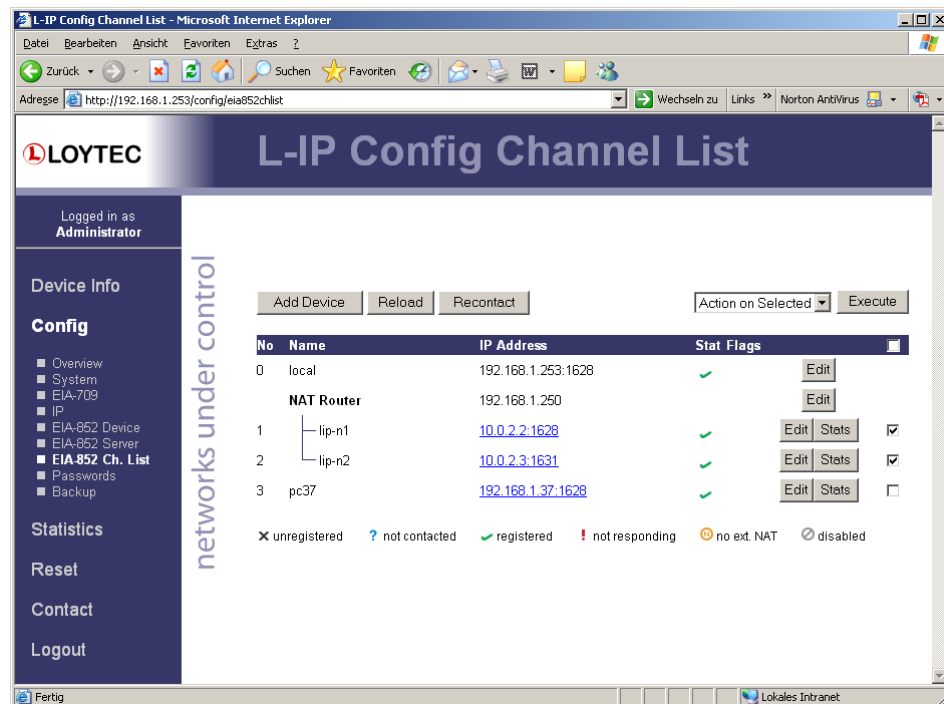 L-IP Config Channel List - Microsoft Internet Explorer
Datei Bearbeiten Ansicht Favoriten Extras ?
Zurück Suchen Favoriten
Adresse http://192.168.1.253/config/eia852chlist Wechseln zu Links » Norton AntiVirus
LOYTEC
L-IP Config Channel List
Logged in as
Administrator
Device Info
Config
Overview
System
EIA-709
IP
EIA-852 Device
EIA-852 Server
EIA-852 Ch. List
Passwords
Backup
Statistics
Reset
Contact
Logout
networks under control
Add Device Reload Recontact Action on Selected Execute
No Name IP Address Stat Flags
0 local 192.168.1.253:1628 Edit
NAT Router 192.168.1.250 Edit
1 lip-n1 10.0.2.2:1628 Edit Stats
2 lip-n2 10.0.2.3:1631 Edit Stats
3 pc37 192.168.1.37:1628 Edit Stats
unregistered ? not contacted registered ! not responding N no ext. NAT disabled
Fertig Lokales Intranet